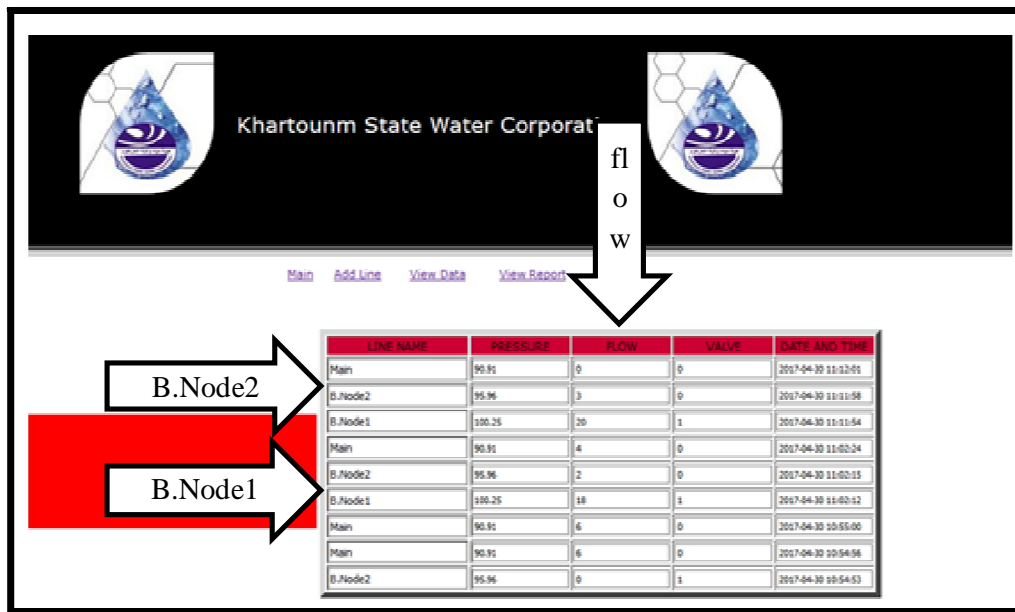 Khartounm State Water Corporat
fl
o
w
Main Add Line View Data View Report
LINE NAME PRESSURE FLOW VALVE DATE AND TIME
Main 90.91 0 0 2017-04-30 11:12:01
B.Node2 95.96 3 0 2017-04-30 11:11:58
B.Node1 100.25 20 1 2017-04-30 11:11:54
Main 90.91 4 0 2017-04-30 11:02:24
B.Node2 95.96 2 0 2017-04-30 11:02:15
B.Node1 100.25 18 1 2017-04-30 11:02:12
Main 90.91 6 0 2017-04-30 10:55:00
Main 90.91 6 0 2017-04-30 10:54:56
B.Node2 95.96 0 1 2017-04-30 10:54:53
B.Node2
B.Node1